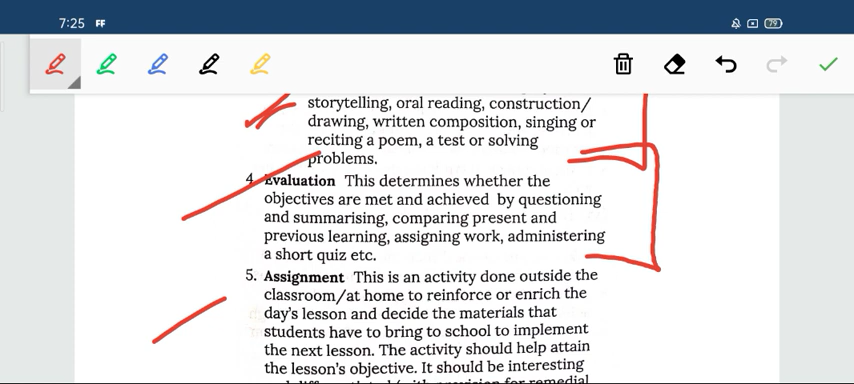 7:25 FF
79
storytelling, oral reading, construction/
drawing, written composition, singing or
reciting a poem, a test or solving
problems.
4. Evaluation This determines whether the
objectives are met and achieved by questioning
and summarising, comparing present and
previous learning, assigning work, administering
a short quiz etc.
5. Assignment This is an activity done outside the
classroom/at home to reinforce or enrich the
day's lesson and decide the materials that
students have to bring to school to implement
the next lesson. The activity should help attain
the lesson's objective. It should be interesting